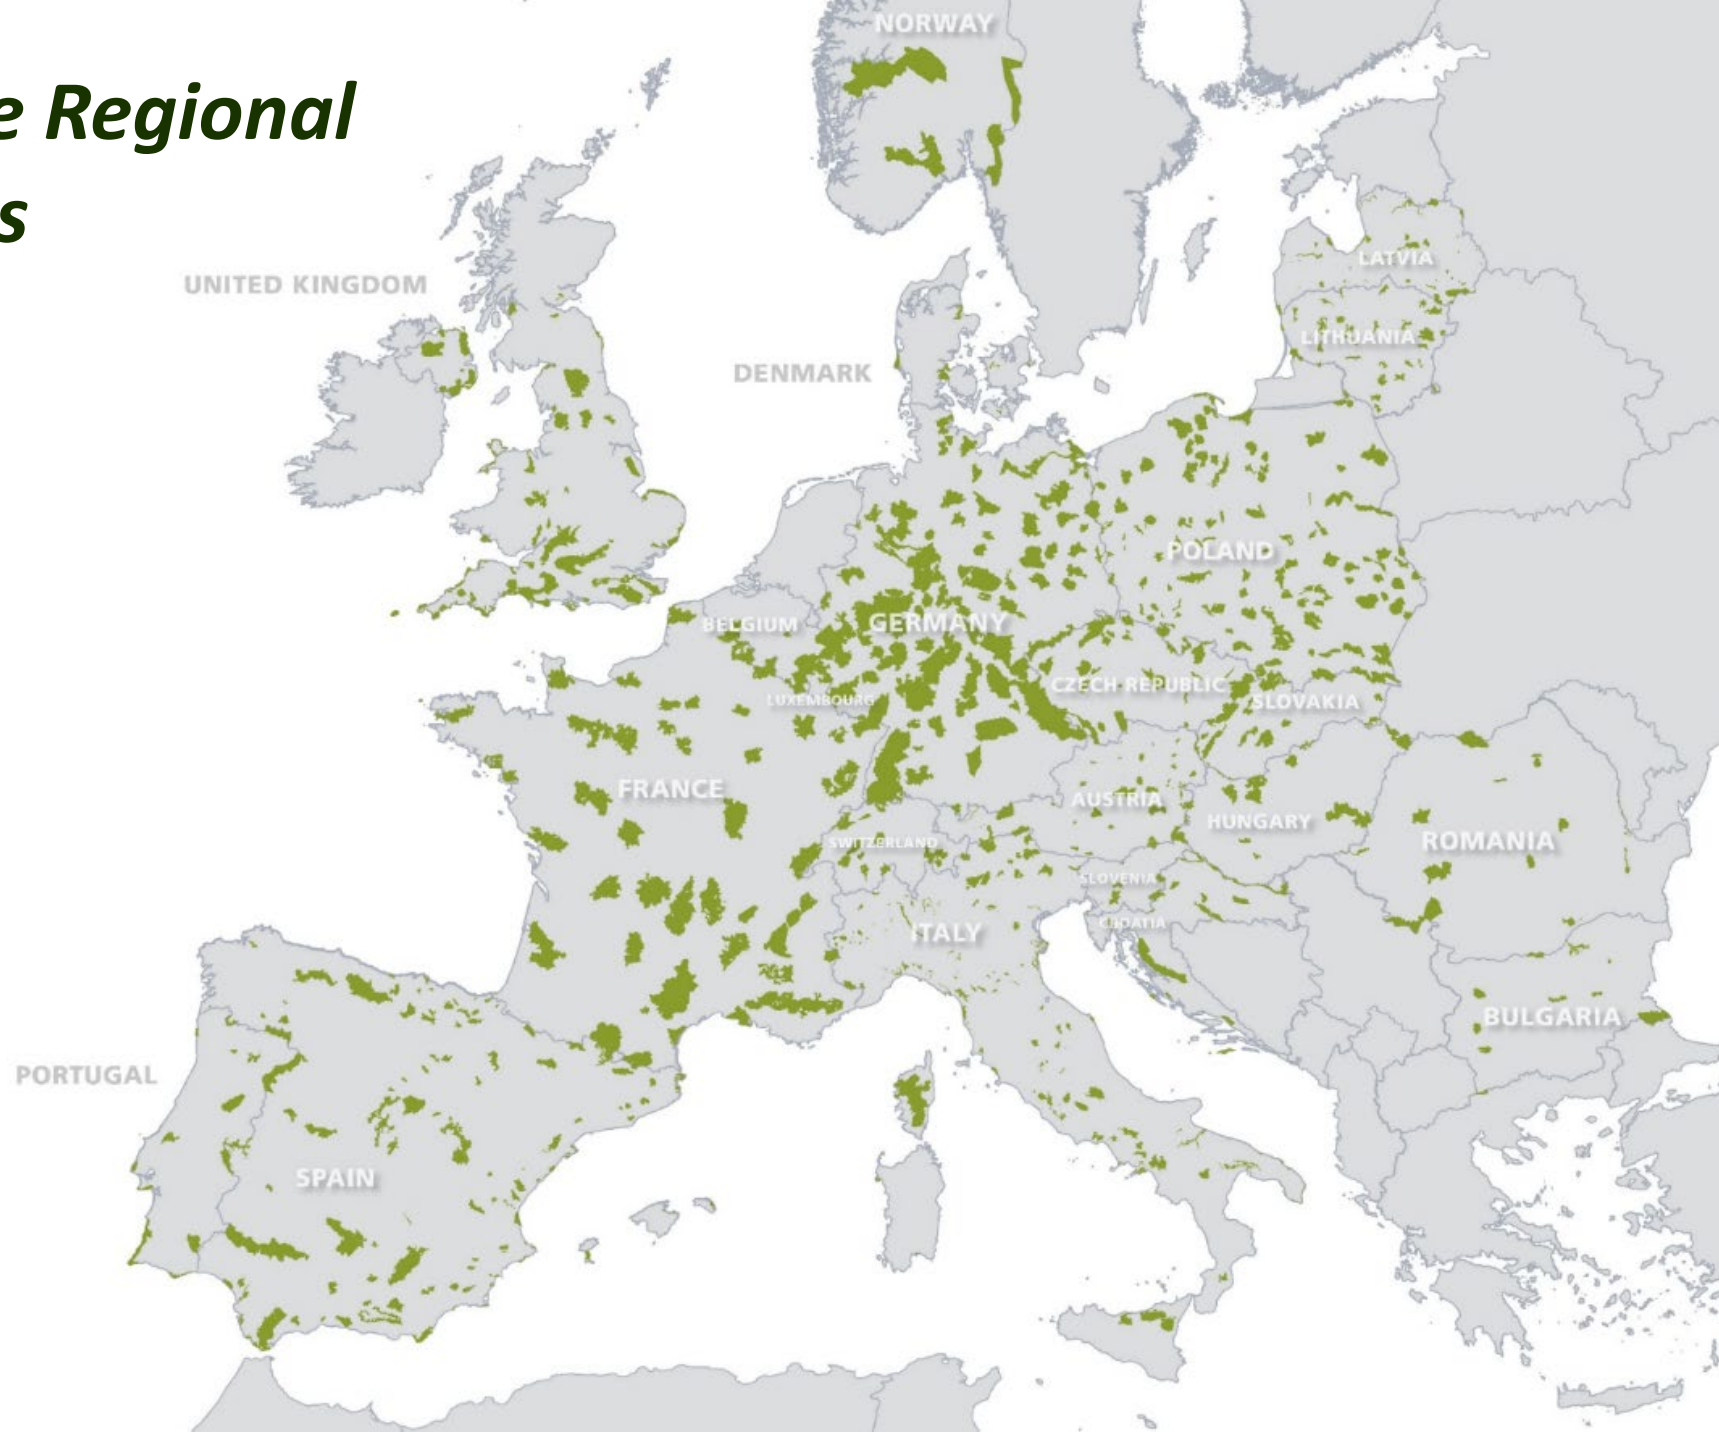 e Regional
s
NORWAY
LATVIA
UNITED KINGDOM
LITHUANIA
DENMARK
POLAND
BELGIUM
GERMANY
CZECH REPUBLIC
LUXEMBOURG
SLOVAKIA
FRANCE
AUSTRIA
HUNGARY
SWITZERLAND
ROMANIA
SLOVENIA
CROATIA
ITALY
BULGARIA
PORTUGAL
SPAIN